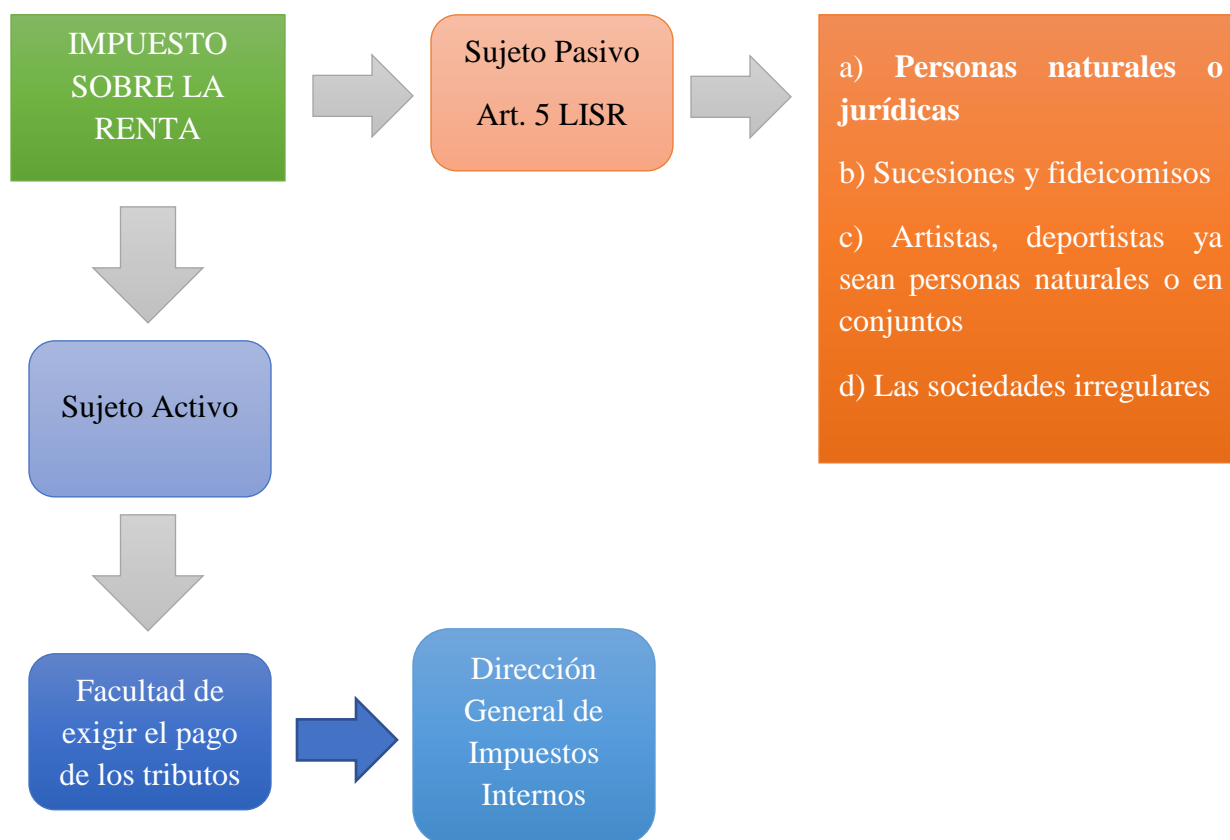 IMPUESTO
SOBRE LA
RENTA
Sujeto Pasivo
Art. 5 LISR
a) Personas naturales o
jurídicas
b) Sucesiones y fideicomisos
c) Artistas, deportistas ya
sean personas naturales o en
conjuntos
d) Las sociedades irregulares
Sujeto Activo
Facultad de
exigir el pago
de los tributos
Dirección
General de
Impuestos
Internos